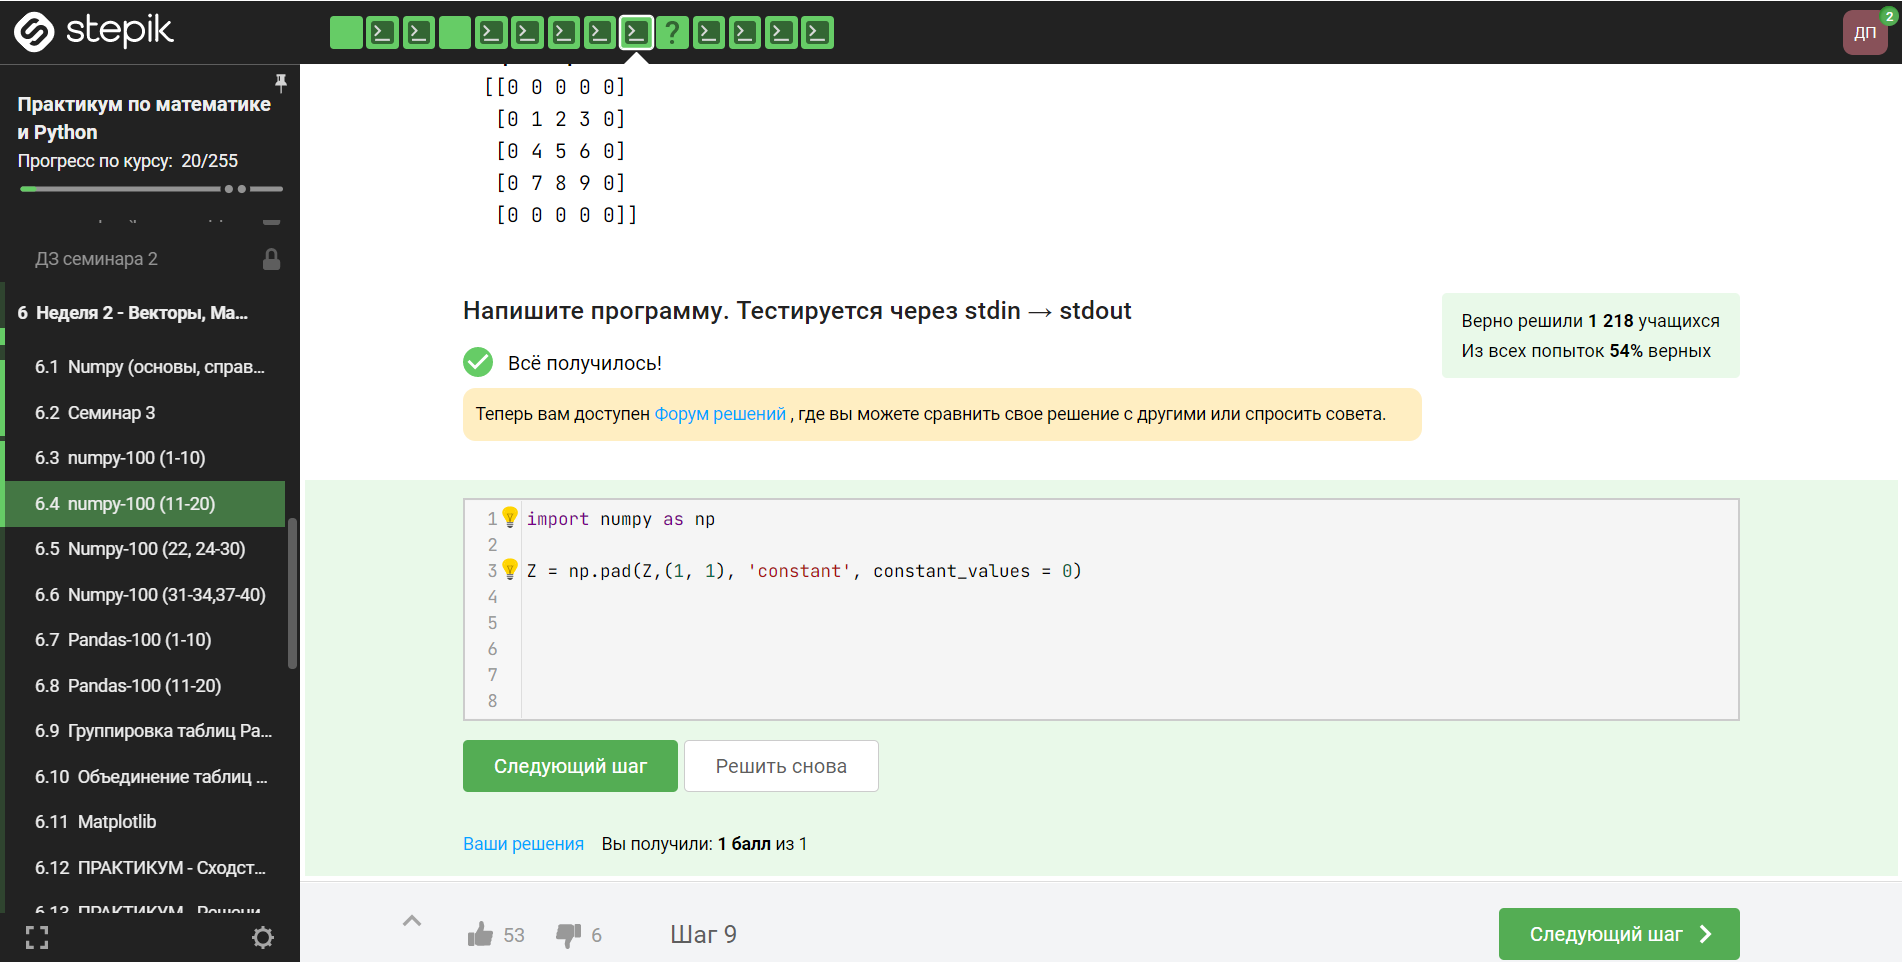 stepik
?
ДП
2
Практикум по математике
и Python
Прогресс по курсу: 20/255
ДЗ семинара 2
6 Неделя 2 - Векторы, Ма...
6.1 Numpy (основы, справ...
6.2 Семинар 3
6.3 numpy-100 (1-10)
6.4 numpy-100 (11-20)
6.5 Numpy-100 (22, 24-30)
6.6 Numpy-100 (31-34,37-40)
6.7 Pandas-100 (1-10)
6.8 Pandas-100 (11-20)
6.9 Группировка таблиц Pa...
6.10 Объединение таблиц ...
6.11 Matplotlib
6.12 ПРАКТИКУМ - Сходст...
6.13 ПРАКТИКУМ - Решени...
[[0 0 0 0 0]
[0 1 2 3 0]
[0 4 5 6 0]
[0 7 8 9 0]
[0 0 0 0 0]]
Напишите программу. Тестируется через stdin → stdout
Верно решили 1 218 учащихся
Из всех попыток 54% верных
Всё получилось!
Теперь вам доступен Форум решений , где вы можете сравнить свое решение с другими или спросить совета.
1 import numpy as np
2
3 Z = np.pad(Z,(1, 1), 'constant', constant_values = 0)
4
5
6
7
8
Следующий шаг
Решить снова
Ваши решения Вы получили: 1 балл из 1
53
6
Шаг 9
Следующий шаг